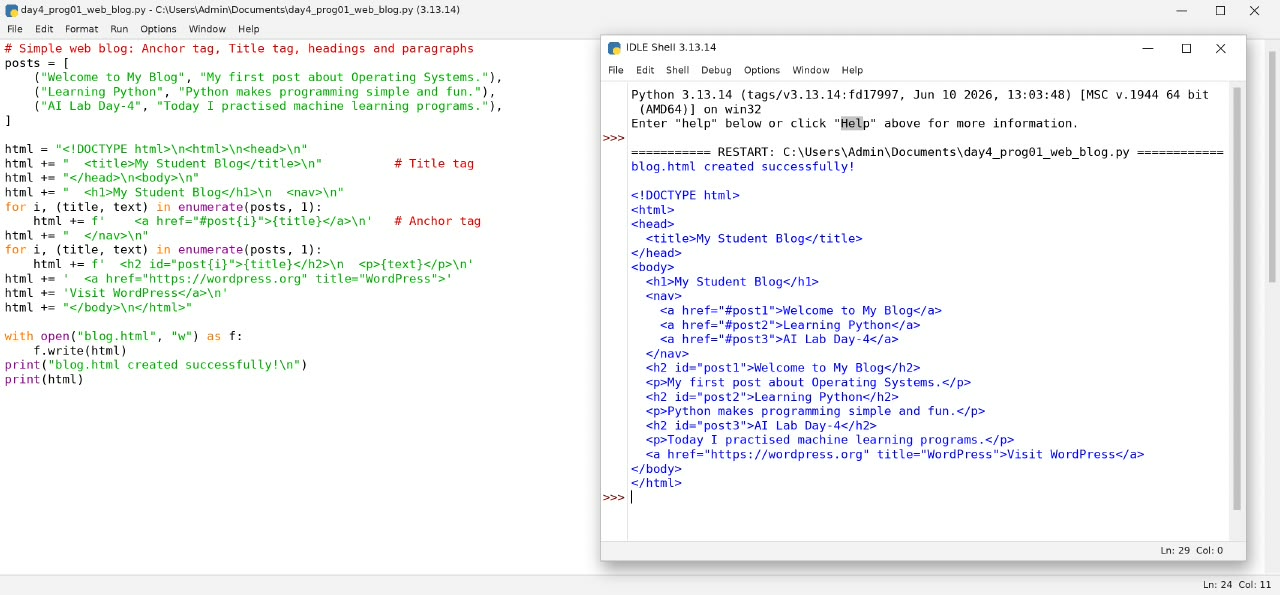 day4_prog01_web_blog.py - C:\Users\Admin\Documents\day4_prog01_web_blog.py (3.13.14)
File Edit Format Run Options Window Help
# Simple web blog: Anchor tag, Title tag, headings and paragraphs
posts = [
    ("Welcome to My Blog", "My first post about Operating Systems."),
    ("Learning Python", "Python makes programming simple and fun."),
    ("AI Lab Day-4", "Today I practised machine learning programs."),
]

html = "<!DOCTYPE html>\n<html>\n<head>\n"
html += "  <title>My Student Blog</title>\n"          # Title tag
html += "</head>\n<body>\n"
html += "  <h1>My Student Blog</h1>\n  <nav>\n"
for i, (title, text) in enumerate(posts, 1):
    html += f'    <a href="#post{i}">{title}</a>\n'   # Anchor tag
html += "  </nav>\n"
for i, (title, text) in enumerate(posts, 1):
    html += f'  <h2 id="post{i}">{title}</h2>\n  <p>{text}</p>\n'
html += '  <a href="https://wordpress.org" title="WordPress">'
html += 'Visit WordPress</a>\n'
html += "</body>\n</html>"

with open("blog.html", "w") as f:
    f.write(html)
print("blog.html created successfully!\n")
print(html)
Ln: 24 Col: 11
IDLE Shell 3.13.14
File Edit Shell Debug Options Window Help
Python 3.13.14 (tags/v3.13.14:fd17997, Jun 10 2026, 13:03:48) [MSC v.1944 64 bit
 (AMD64)] on win32
Enter "help" below or click "Help" above for more information.
>>>
=========== RESTART: C:\Users\Admin\Documents\day4_prog01_web_blog.py ============
blog.html created successfully!

<!DOCTYPE html>
<html>
<head>
  <title>My Student Blog</title>
</head>
<body>
  <h1>My Student Blog</h1>
  <nav>
    <a href="#post1">Welcome to My Blog</a>
    <a href="#post2">Learning Python</a>
    <a href="#post3">AI Lab Day-4</a>
  </nav>
  <h2 id="post1">Welcome to My Blog</h2>
  <p>My first post about Operating Systems.</p>
  <h2 id="post2">Learning Python</h2>
  <p>Python makes programming simple and fun.</p>
  <h2 id="post3">AI Lab Day-4</h2>
  <p>Today I practised machine learning programs.</p>
  <a href="https://wordpress.org" title="WordPress">Visit WordPress</a>
</body>
</html>
>>>
Ln: 29 Col: 0